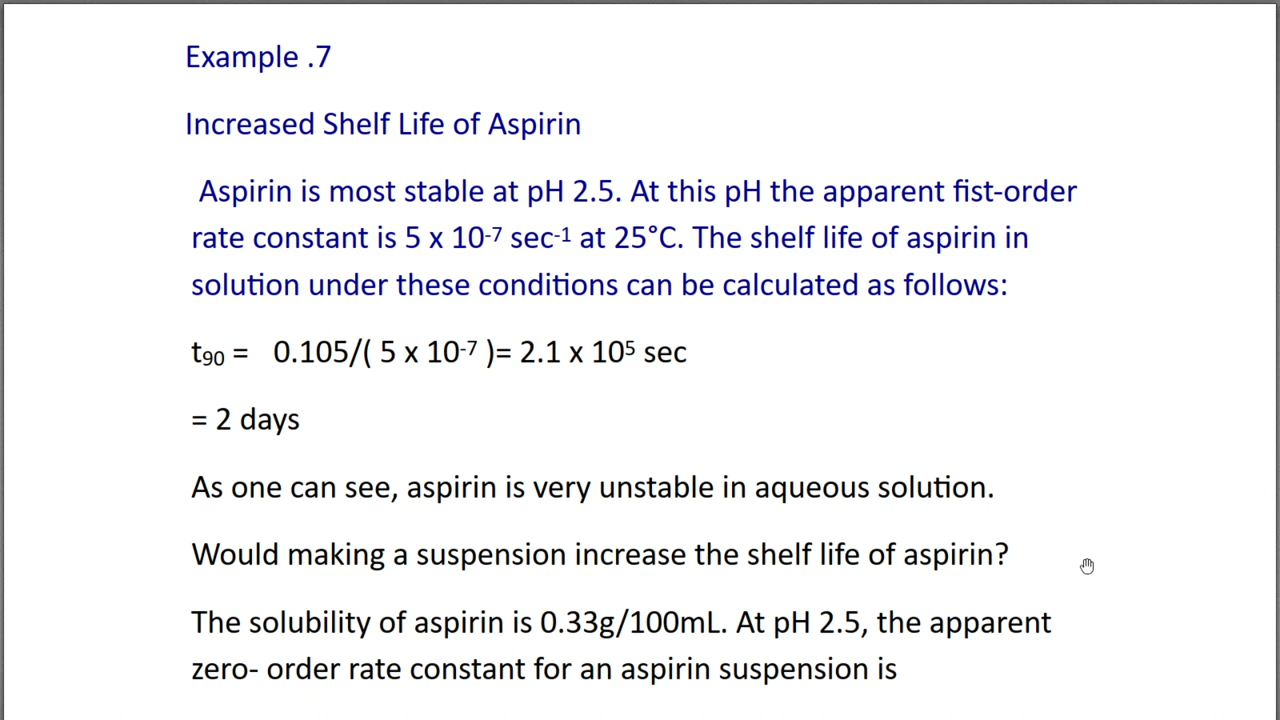 Example .7
Increased Shelf Life of Aspirin
Aspirin is most stable at pH 2.5. At this pH the apparent fist-order
rate constant is 5 x 10⁻⁷ sec⁻¹ at 25°C. The shelf life of aspirin in
solution under these conditions can be calculated as follows:
t₉₀ = 0.105/( 5 x 10⁻⁷ )= 2.1 x 10⁵ sec
= 2 days
As one can see, aspirin is very unstable in aqueous solution.
Would making a suspension increase the shelf life of aspirin?
The solubility of aspirin is 0.33g/100mL. At pH 2.5, the apparent
zero- order rate constant for an aspirin suspension is